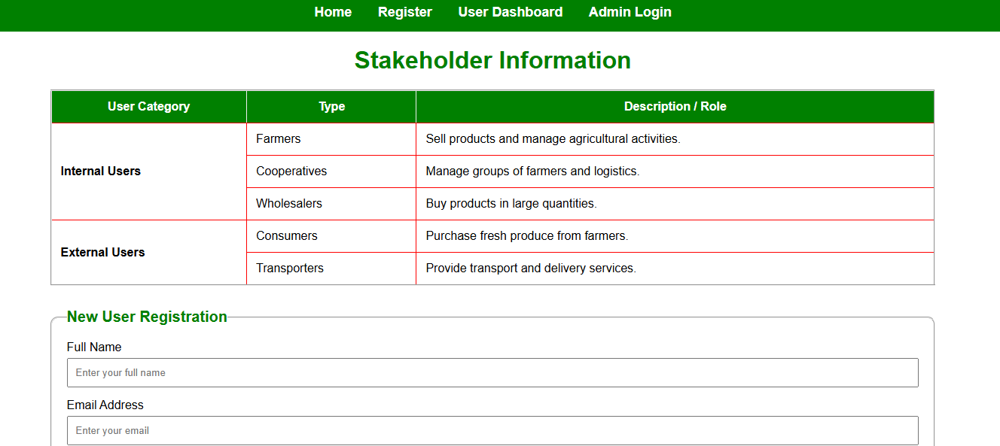 Home Register User Dashboard Admin Login
Stakeholder Information
User Category Type Description / Role
Internal Users
Farmers Sell products and manage agricultural activities.
Cooperatives Manage groups of farmers and logistics.
Wholesalers Buy products in large quantities.
External Users
Consumers Purchase fresh produce from farmers.
Transporters Provide transport and delivery services.
New User Registration
Full Name
Enter your full name
Email Address
Enter your email